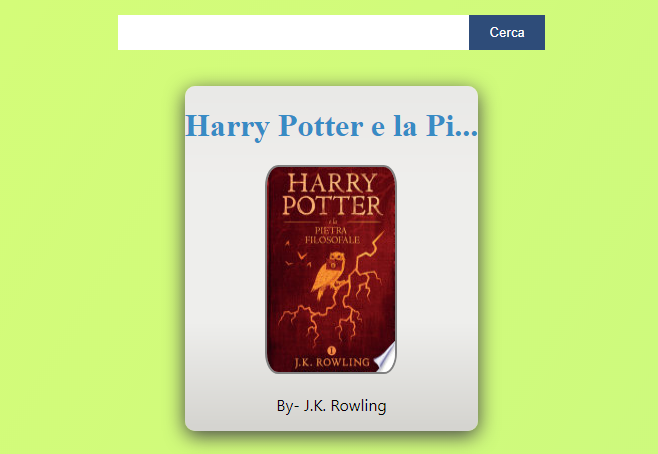 Cerca
Harry Potter e la Pi...
HARRY
POTTER
e la
PIETRA
FILOSOFALE
1
J.K. ROWLING
By- J.K. Rowling